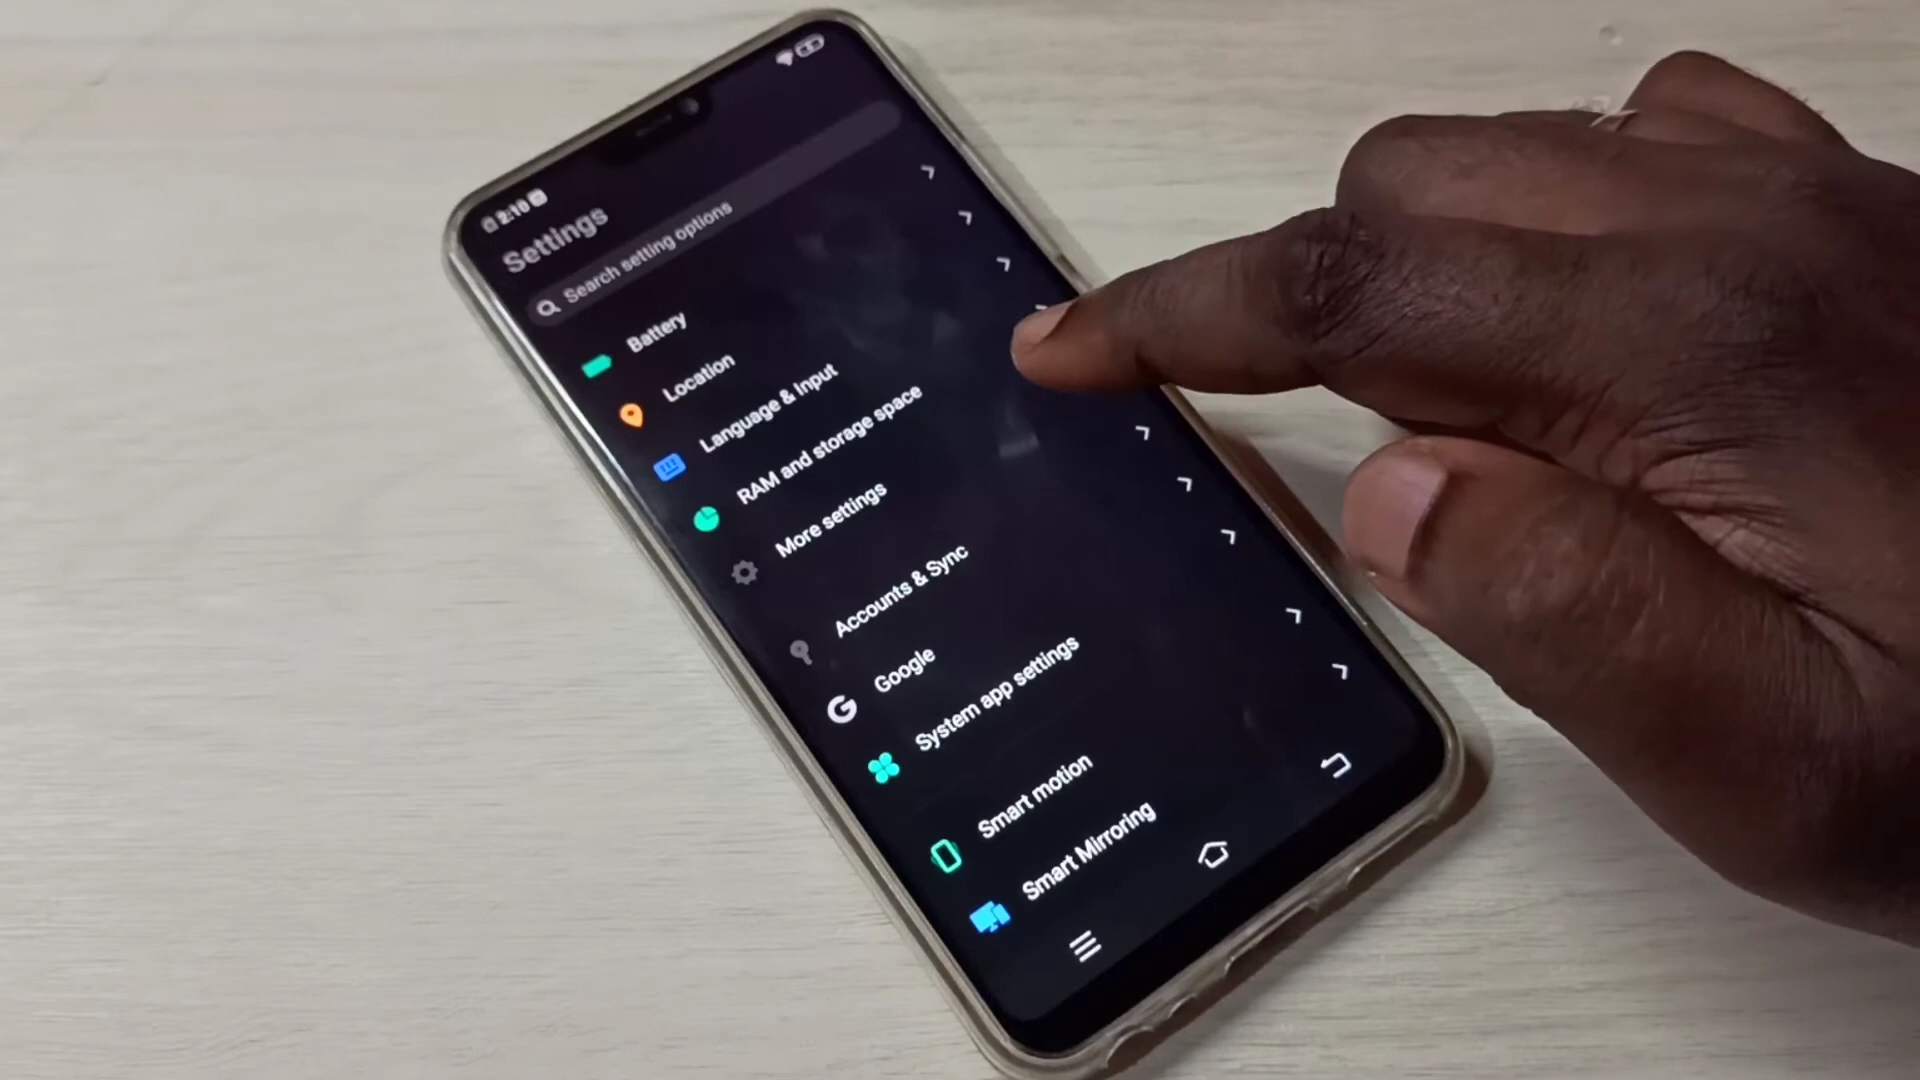 2:10
Settings
Search setting options
Battery
Location
Language & input
RAM and storage space
More settings
Accounts & Sync
Google
System app settings
Smart motion
Smart Mirroring